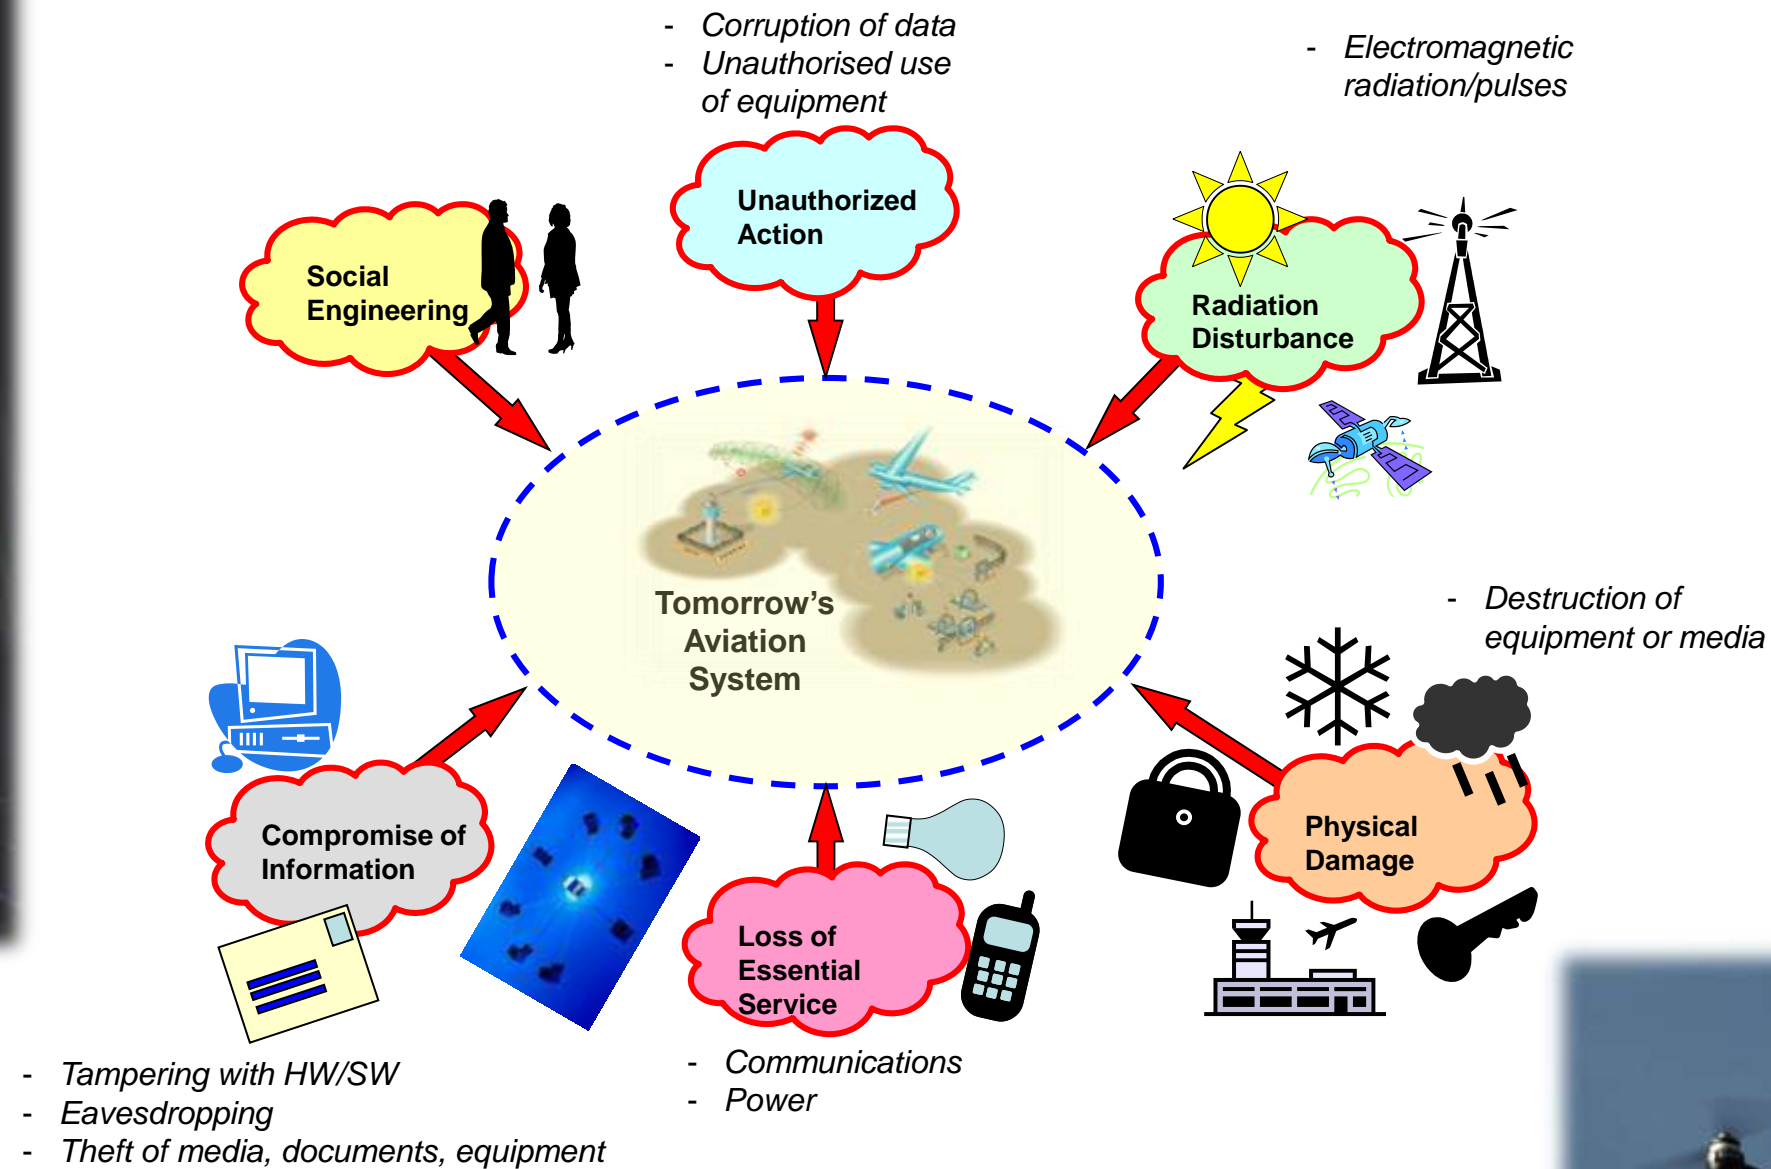 - Corruption of data
- Unauthorised use
of equipment
- Electromagnetic
radiation/pulses
Unauthorized
Action
Social
Engineering
Radiation
Disturbance
Tomorrow's
Aviation
System
- Destruction of
equipment or media
Compromise of
Information
Physical
Damage
Loss of
Essential
Service
- Tampering with HW/SW
- Eavesdropping
- Theft of media, documents, equipment
- Communications
- Power